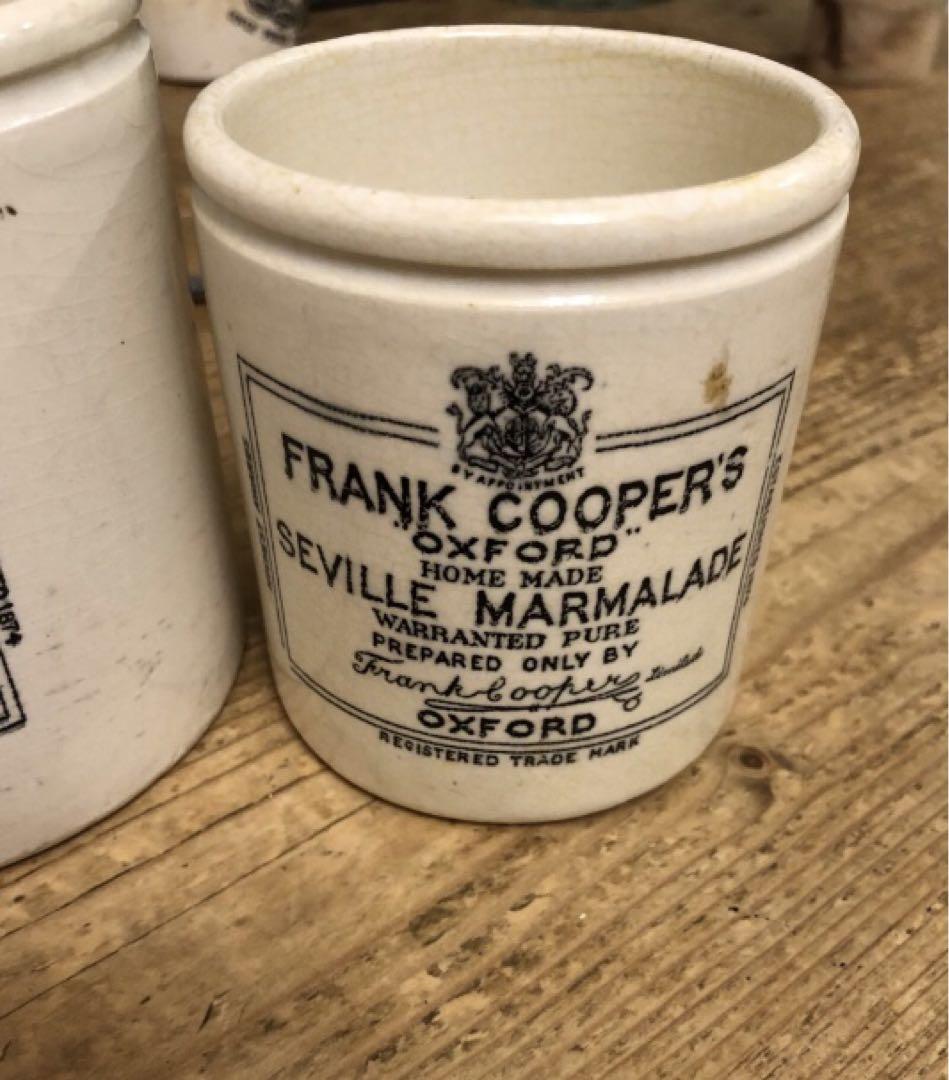 BY APPOINTMENT
FRANK COOPER'S
"OXFORD"
HOME MADE
SEVILLE MARMALADE
WARRANTED PURE
PREPARED ONLY BY
Frank Cooper Limited
OXFORD
REGISTERED TRADE MARK
1874